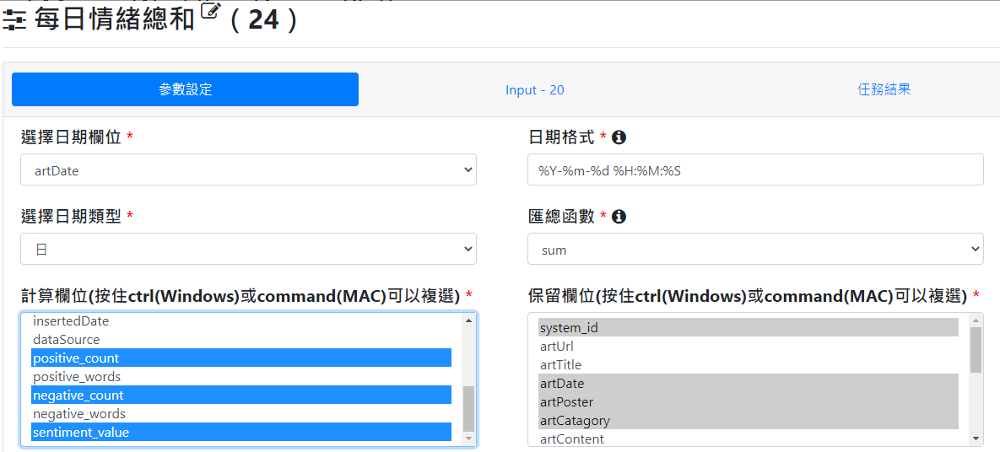 每日情緒總和 ( 24 )
參數設定
Input - 20
任務結果
選擇日期欄位 *
日期格式 *
artDate
%Y-%m-%d %H:%M:%S
選擇日期類型 *
匯總函數 *
日
sum
計算欄位(按住ctrl(Windows)或command(MAC)可以複選) *
保留欄位(按住ctrl(Windows)或command(MAC)可以複選) *
insertedDate
dataSource
positive_count
positive_words
negative_count
negative_words
sentiment_value
system_id
artUrl
artTitle
artDate
artPoster
artCatagory
artContent